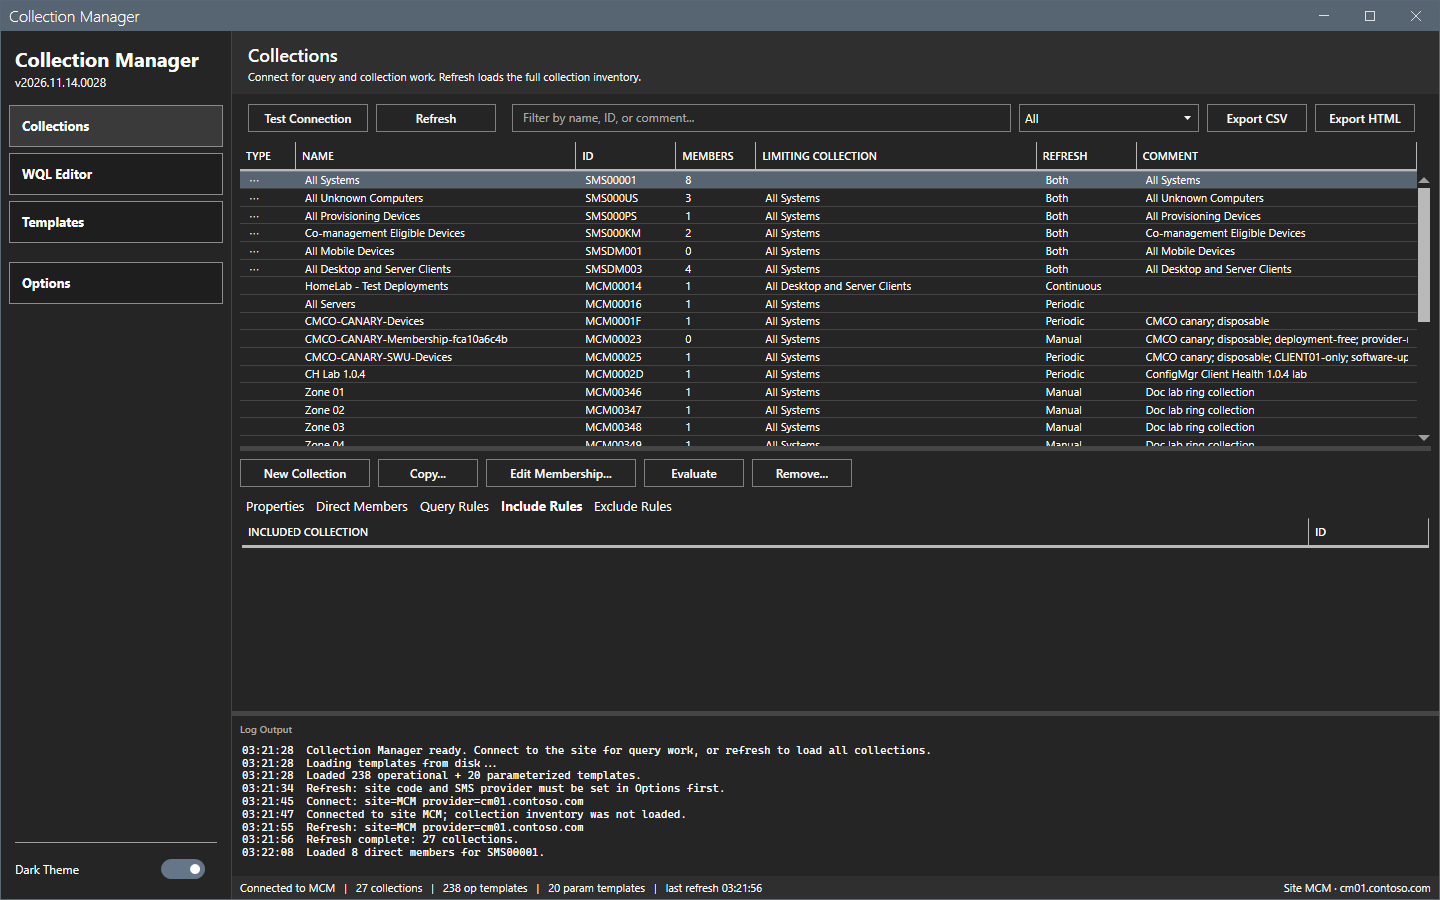 Collection Manager
Collection Manager
v2026.11.14.0028
Collections
WQL Editor
Templates
Options
Dark Theme
Collections
Connect for query and collection work. Refresh loads the full collection inventory.
Test Connection Refresh Filter by name, ID, or comment... All Export CSV Export HTML
TYPE NAME ID MEMBERS LIMITING COLLECTION REFRESH COMMENT
... All Systems SMS00001 8 Both All Systems
... All Unknown Computers SMS000US 3 All Systems Both All Unknown Computers
... All Provisioning Devices SMS000PS 1 All Systems Both All Provisioning Devices
... Co-management Eligible Devices SMS000KM 2 All Systems Both Co-management Eligible Devices
... All Mobile Devices SMSDM001 0 All Systems Both All Mobile Devices
... All Desktop and Server Clients SMSDM003 4 All Systems Both All Desktop and Server Clients
HomeLab - Test Deployments MCM00014 1 All Desktop and Server Clients Continuous
All Servers MCM00016 1 All Systems Periodic
CMCO-CANARY-Devices MCM0001F 1 All Systems Periodic CMCO canary; disposable
CMCO-CANARY-Membership-fca10a6c4b MCM00023 0 All Systems Manual CMCO canary; disposable; deployment-free; provider-
CMCO-CANARY-SWU-Devices MCM00025 1 All Systems Periodic CMCO canary; disposable; CLIENT01-only; software-up
CH Lab 1.0.4 MCM0002D 1 All Systems Periodic ConfigMgr Client Health 1.0.4 lab
Zone 01 MCM00346 1 All Systems Manual Doc lab ring collection
Zone 02 MCM00347 1 All Systems Manual Doc lab ring collection
Zone 03 MCM00348 1 All Systems Manual Doc lab ring collection
Zone 04 MCM00349 1 All Systems Manual Doc lab ring collection
New Collection Copy... Edit Membership... Evaluate Remove...
Properties Direct Members Query Rules Include Rules Exclude Rules
INCLUDED COLLECTION ID
Log Output
03:21:28 Collection Manager ready. Connect to the site for query work, or refresh to load all collections.
03:21:28 Loading templates from disk...
03:21:28 Loaded 238 operational + 20 parameterized templates.
03:21:34 Refresh: site code and SMS provider must be set in Options first.
03:21:45 Connect: site=MCM provider=cm01.contoso.com
03:21:47 Connected to site MCM; collection inventory was not loaded.
03:21:55 Refresh: site=MCM provider=cm01.contoso.com
03:21:56 Refresh complete: 27 collections.
03:22:08 Loaded 8 direct members for SMS00001.
Connected to MCM | 27 collections | 238 op templates | 20 param templates | last refresh 03:21:56 Site MCM · cm01.contoso.com